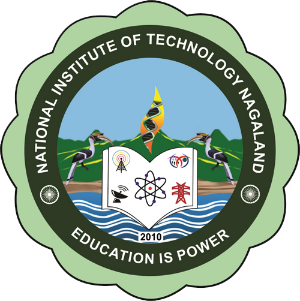 NATIONAL INSTITUTE OF TECHNOLOGY NAGALAND
2010
EDUCATION IS POWER